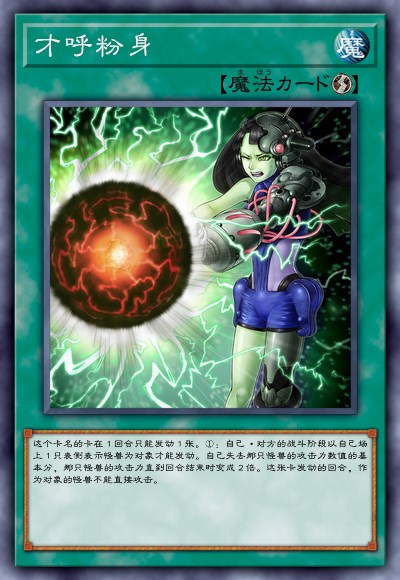 才呼粉身
魔
【魔法カード】
まほう
这个卡名的卡在1回合只能发动1张。①:自己·对方的战斗阶段以自己场
上1只表侧表示怪兽为对象才能发动。自己失去那只怪兽的攻击力数值的基
本分,那只怪兽的攻击力直到回合结束时变成2倍。这张卡发动的回合,作
为对象的怪兽不能直接攻击。